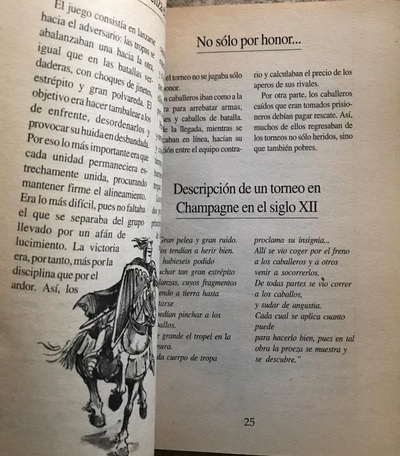 El juego consistía en lanzarse
hacia el adversario; las tropas se
abalanzaban una hacia la otra,
igual que en las batallas ver-
daderas, con choques de jinetes,
estrépito y gran polvareda. El
objetivo era hacer tambalear a los
de enfrente, desordenarlos y
provocar su huida en desbandada.
Por eso lo más importante era que
cada unidad permaneciera es-
trechamente unida, procurando
mantener firme el alineamiento.
Era lo más difícil, pues no faltaba
el que se separaba del grupo
llevado por un afán de
lucimiento. La victoria
era, por tanto, más por la
disciplina que por el
ardor. Así, los
No sólo por honor...
el torneo no se jugaba sólo
honor.
os caballeros iban como a la
para arrebatar armas,
es y caballos de batalla.
de la llegada, mientras se
zaban en línea, hacían su
ción entre el equipo contra-
rio y calculaban el precio de los
aperos de sus rivales.
Por otra parte, los caballeros
caídos que eran tomados prisio-
neros debían pagar rescate. Así,
muchos de ellos regresaban de
los torneos no sólo heridos, sino
que también pobres.
Descripción de un torneo en
Champagne en el siglo XII
Gran pelea y gran ruido.
os tendían a herir bien.
hubieseis podido
uchar tan gran estrépito
lanzas, cuyos fragmentos
endo a tierra hasta
tarse
pedían pinchar a los
ballos.
grande el tropel en la
nura.
da cuerpo de tropa
proclama su insignia...
Allí se vio coger por el freno
a los caballeros y a otros
venir a socorrerlos.
De todas partes se vio correr
a los caballos,
y sudar de angustia.
Cada cual se aplica cuanto
puede
para hacerlo bien, pues en tal
obra la proeza se muestra y
se descubre."
25